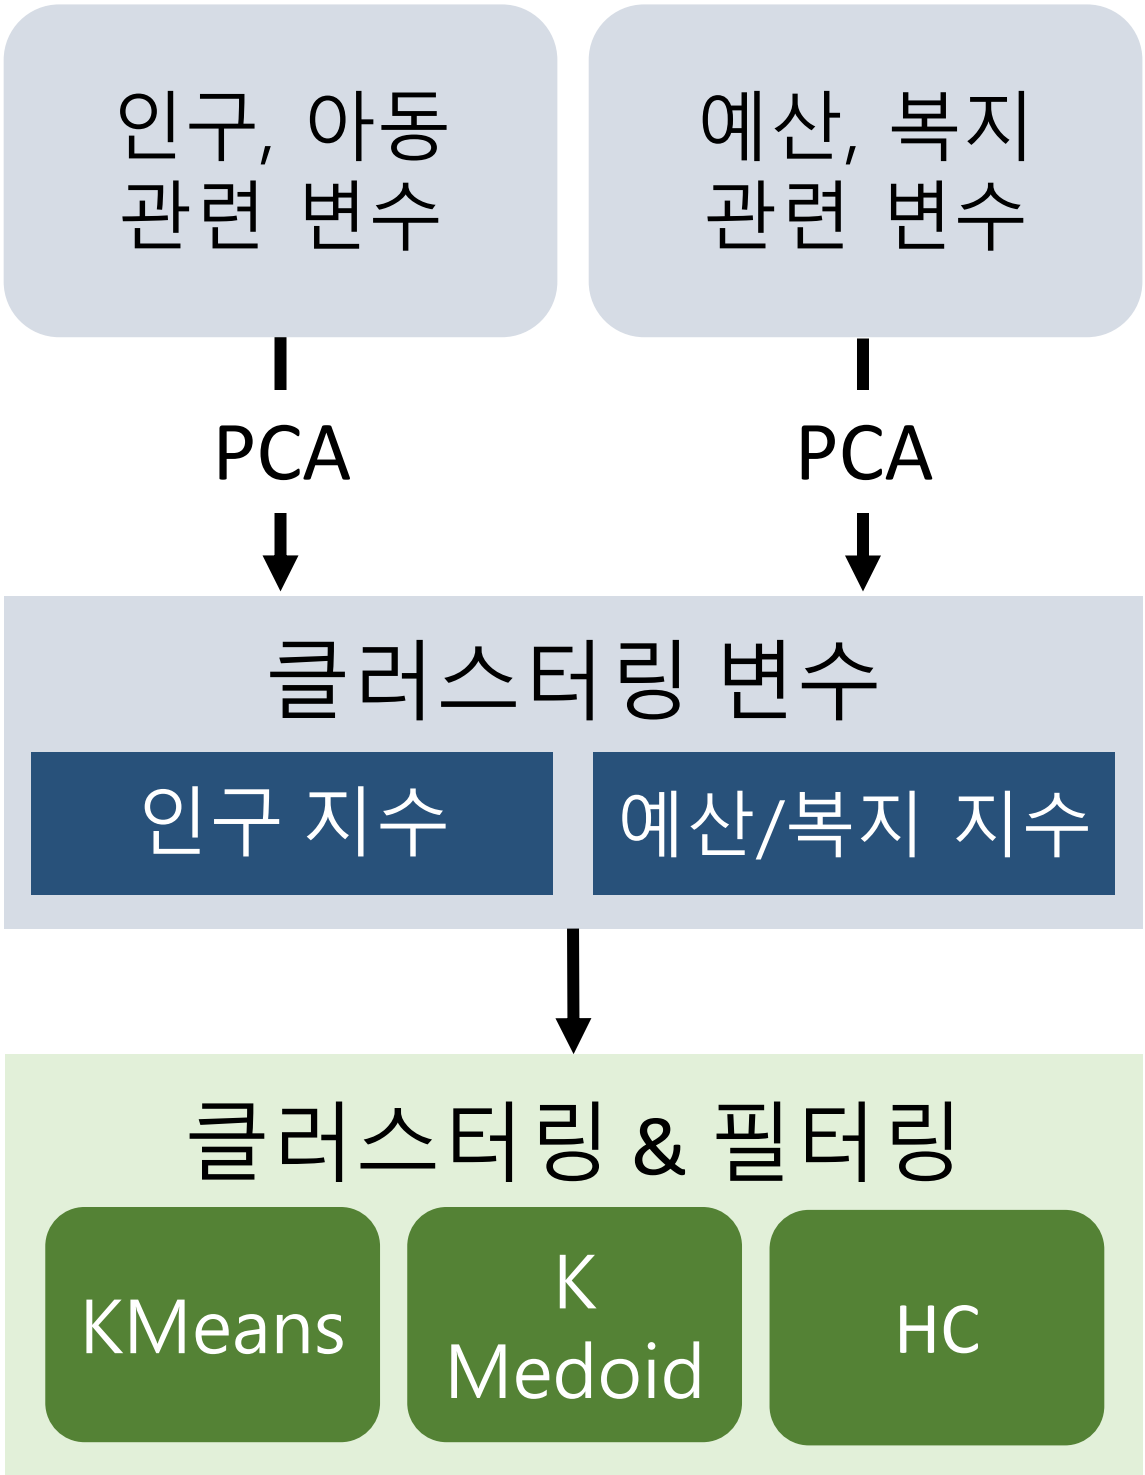 인구, 아동
관련 변수
예산, 복지
관련 변수
PCA
PCA
클러스터링 변수
인구 지수
예산/복지 지수
클러스터링 & 필터링
KMeans
K
Medoid
HC